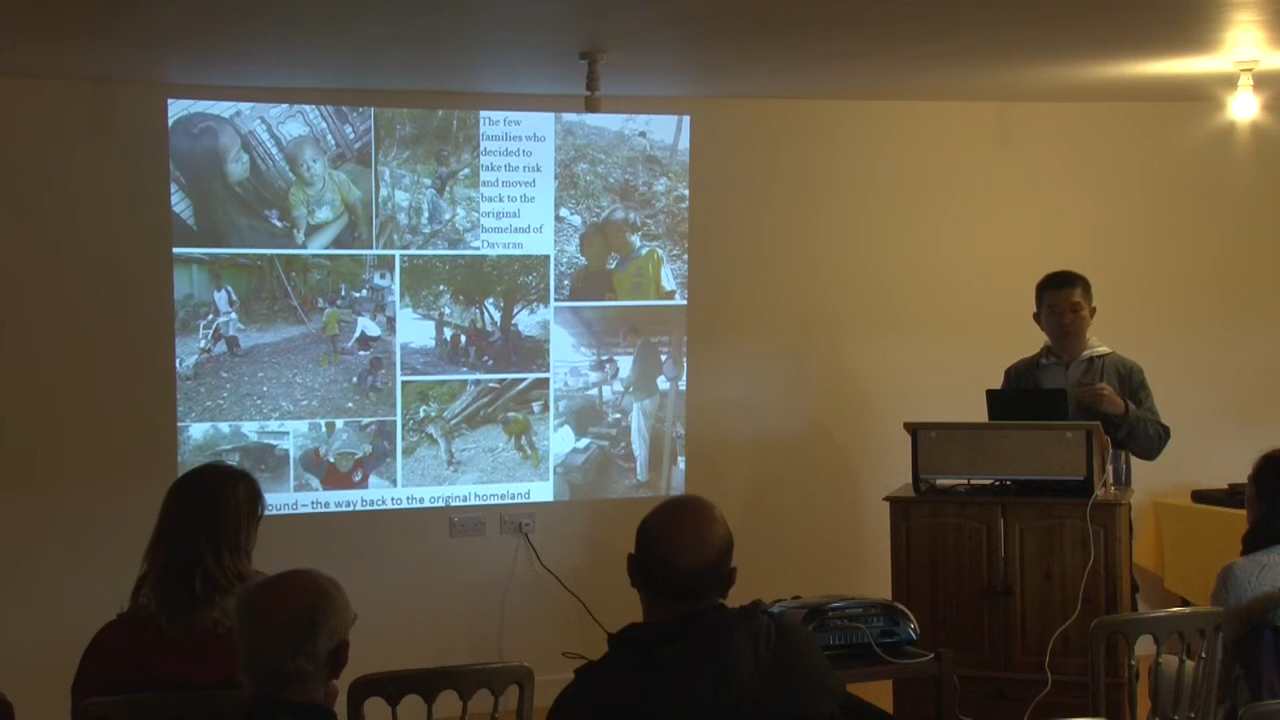 The few
families who
decided to
take the risk
and moved
back to the
original
homeland of
Davaran
ound – the way back to the original homeland